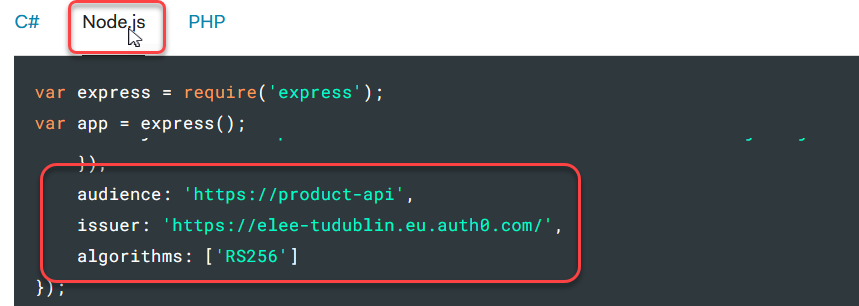 C# Node.js PHP
var express = require('express');
var app = express();
});
audience: 'https://product-api',
issuer: 'https://elee-tudublin.eu.auth0.com/',
algorithms: ['RS256']
});